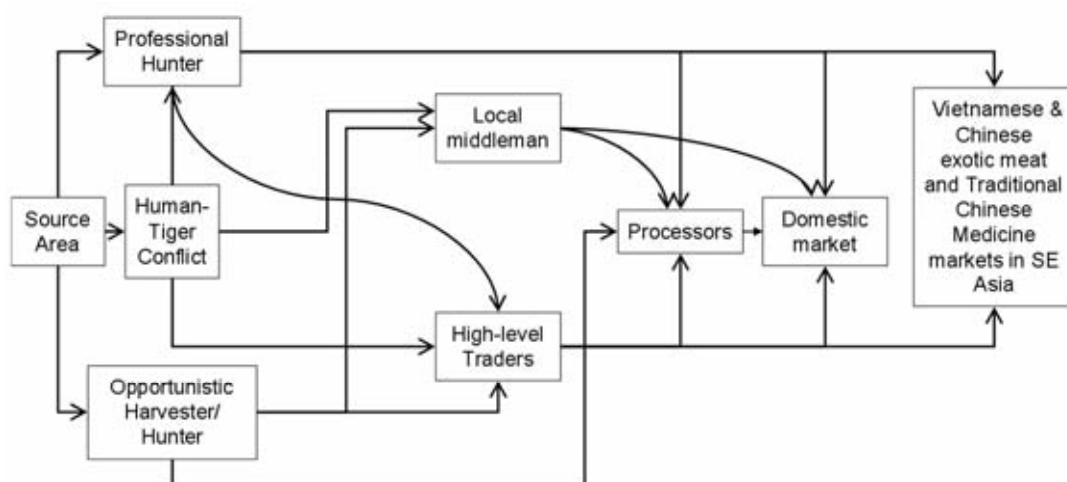 Professional
Hunter
Local
middleman
Vietnamese &
Chinese
exotic meat
and Traditional
Chinese
Medicine
markets in SE
Asia
Source
Area
Human-
Tiger
Conflict
Processors
Domestic
market
High-level
Traders
Opportunistic
Harvester/
Hunter